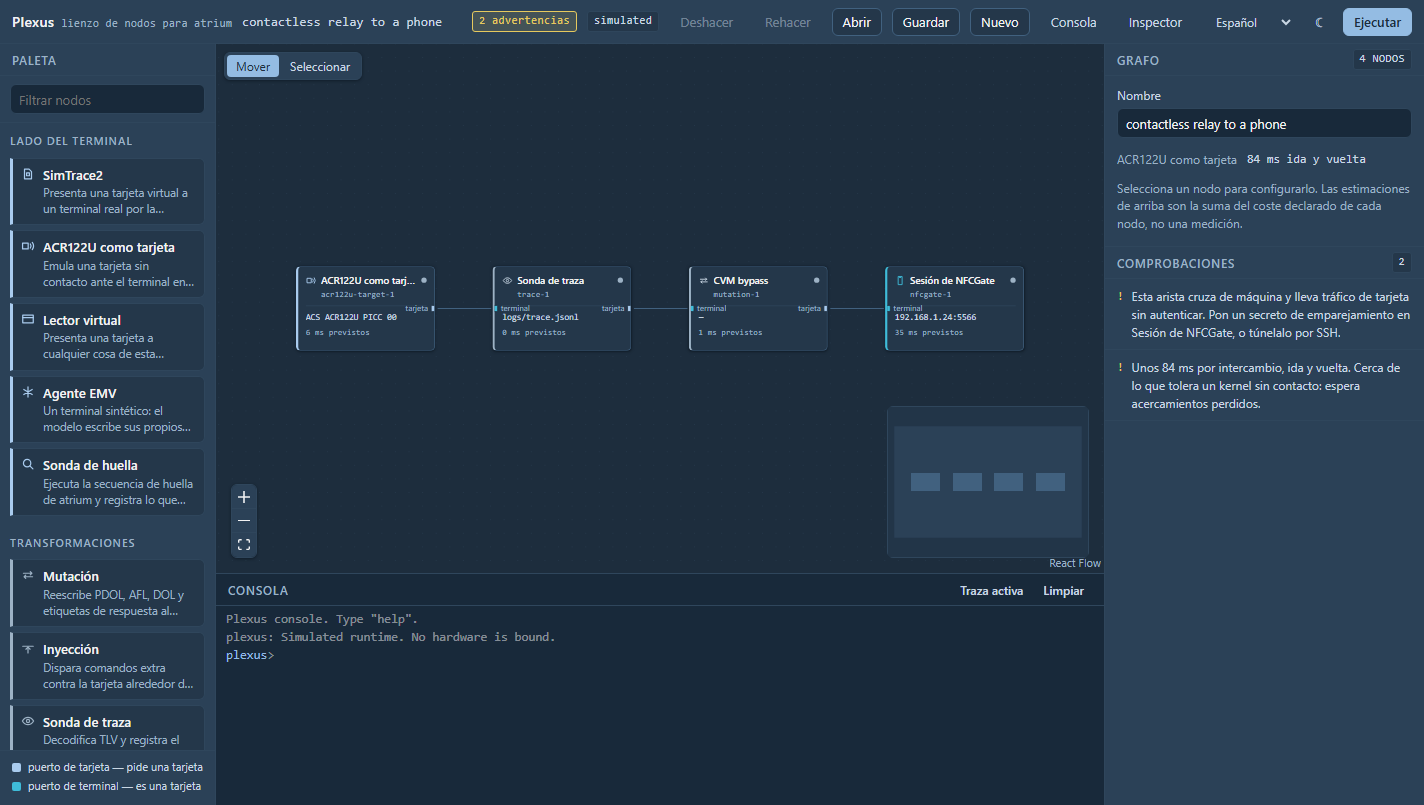 Plexus lienzo de nodos para atrium contactless relay to a phone 2 advertencias simulated Deshacer Rehacer Abrir Guardar Nuevo Consola Inspector Español Ejecutar
PALETA
Filtrar nodos
LADO DEL TERMINAL
SimTrace2
Presenta una tarjeta virtual a
un terminal real por la...
ACR122U como tarjeta
Emula una tarjeta sin
contacto ante el terminal en...
Lector virtual
Presenta una tarjeta a
cualquier cosa de esta...
Agente EMV
Un terminal sintético: el
modelo escribe sus propios...
Sonda de huella
Ejecuta la secuencia de huella
de atrium y registra lo que...
TRANSFORMACIONES
Mutación
Reescribe PDOL, AFL, DOL y
etiquetas de respuesta al...
Inyección
Dispara comandos extra
contra la tarjeta alrededor d...
Sonda de traza
Decodifica TLV y registra el
puerto de tarjeta — pide una tarjeta
puerto de terminal — es una tarjeta
Mover Seleccionar
ACR122U como tarj...
acr122u-target-1
tarjeta
ACS ACR122U PICC 00
6 ms previstos
Sonda de traza
trace-1
terminal tarjeta
logs/trace.jsonl
0 ms previstos
CVM bypass
mutation-1
terminal tarjeta
—
1 ms previstos
Sesión de NFCGate
nfcgate-1
terminal
192.168.1.24:5566
35 ms previstos
React Flow
CONSOLA Traza activa Limpiar
Plexus console. Type "help".
plexus: Simulated runtime. No hardware is bound.
plexus>
GRAFO 4 NODOS
Nombre
contactless relay to a phone
ACR122U como tarjeta 84 ms ida y vuelta
Selecciona un nodo para configurarlo. Las estimaciones
de arriba son la suma del coste declarado de cada
nodo, no una medición.
COMPROBACIONES 2
! Esta arista cruza de máquina y lleva tráfico de tarjeta
sin autenticar. Pon un secreto de emparejamiento en
Sesión de NFCGate, o túnelalo por SSH.
! Unos 84 ms por intercambio, ida y vuelta. Cerca de
lo que tolera un kernel sin contacto: espera
acercamientos perdidos.